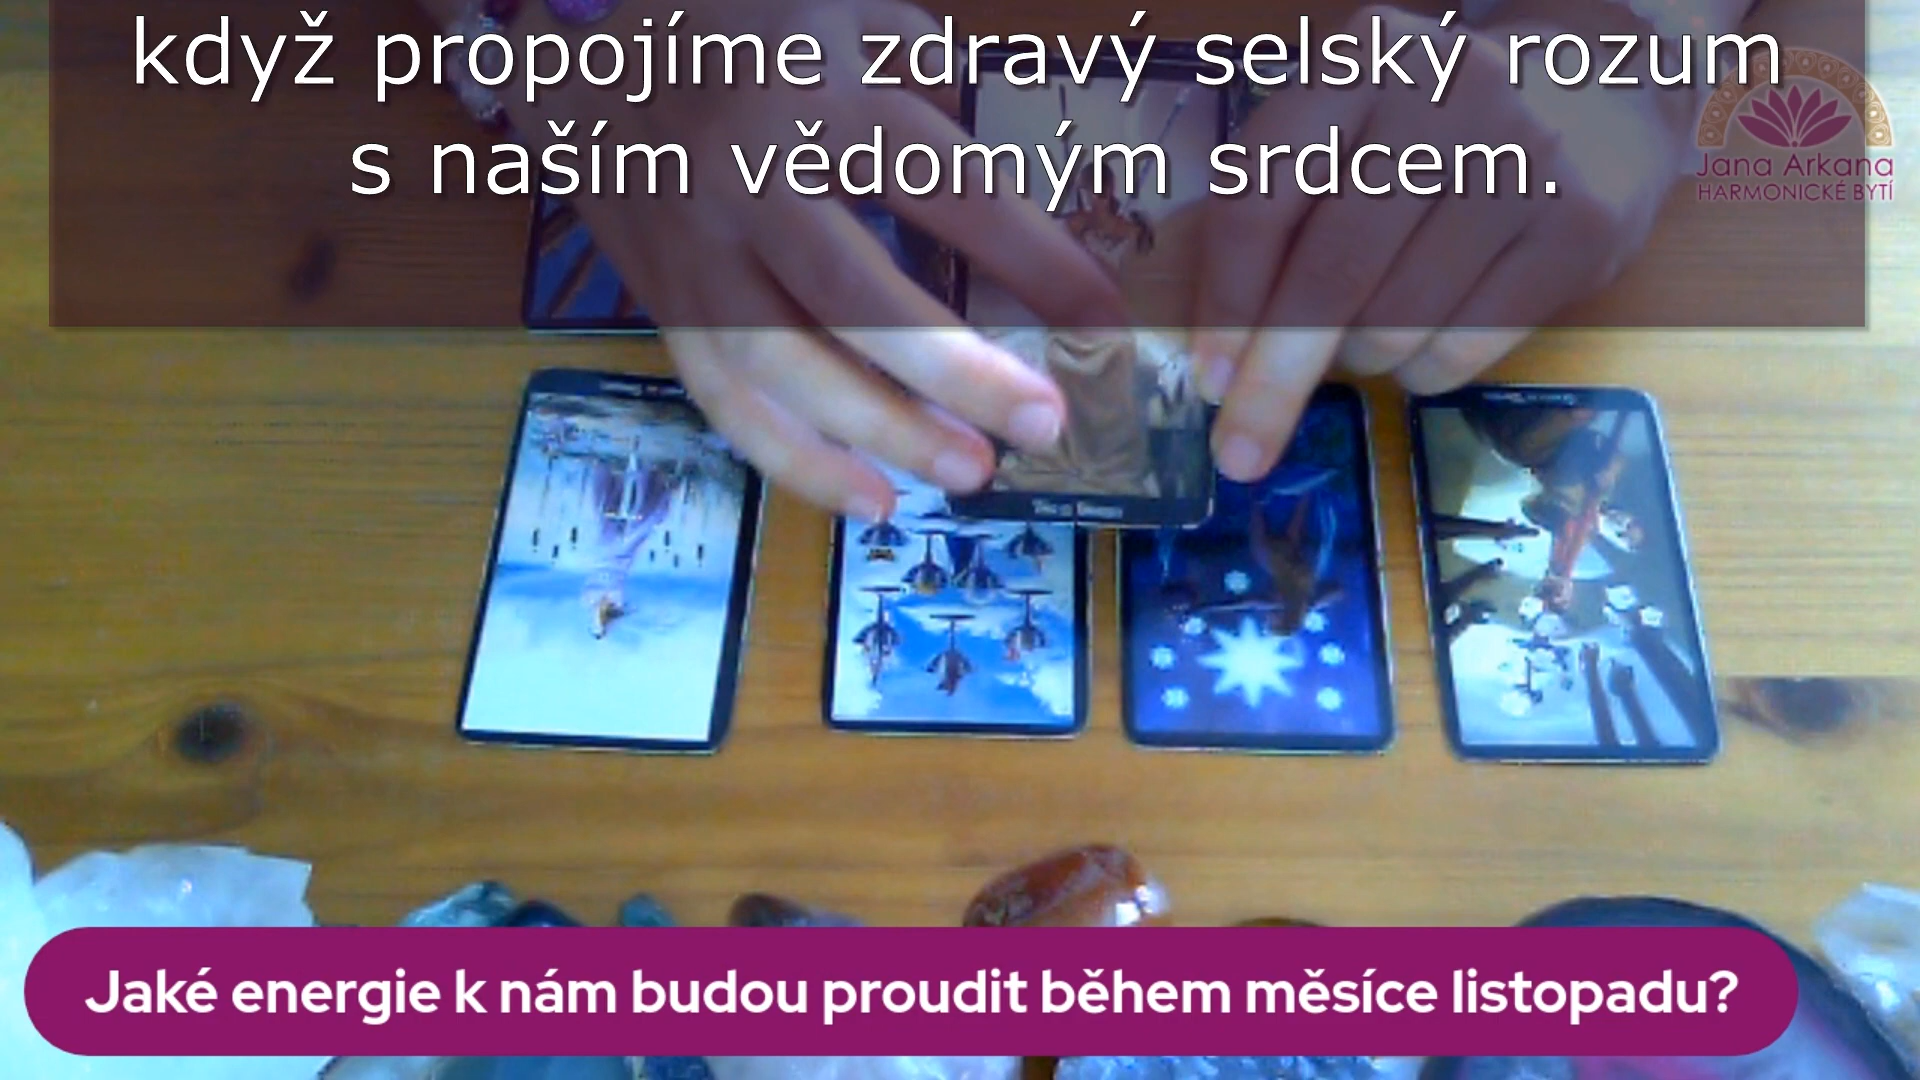 když propojíme zdravý selský rozum
s naším vědomým srdcem.
Jana Arkana
HARMONICKÉ BYTÍ
Jaké energie k nám budou proudit během měsíce listopadu?